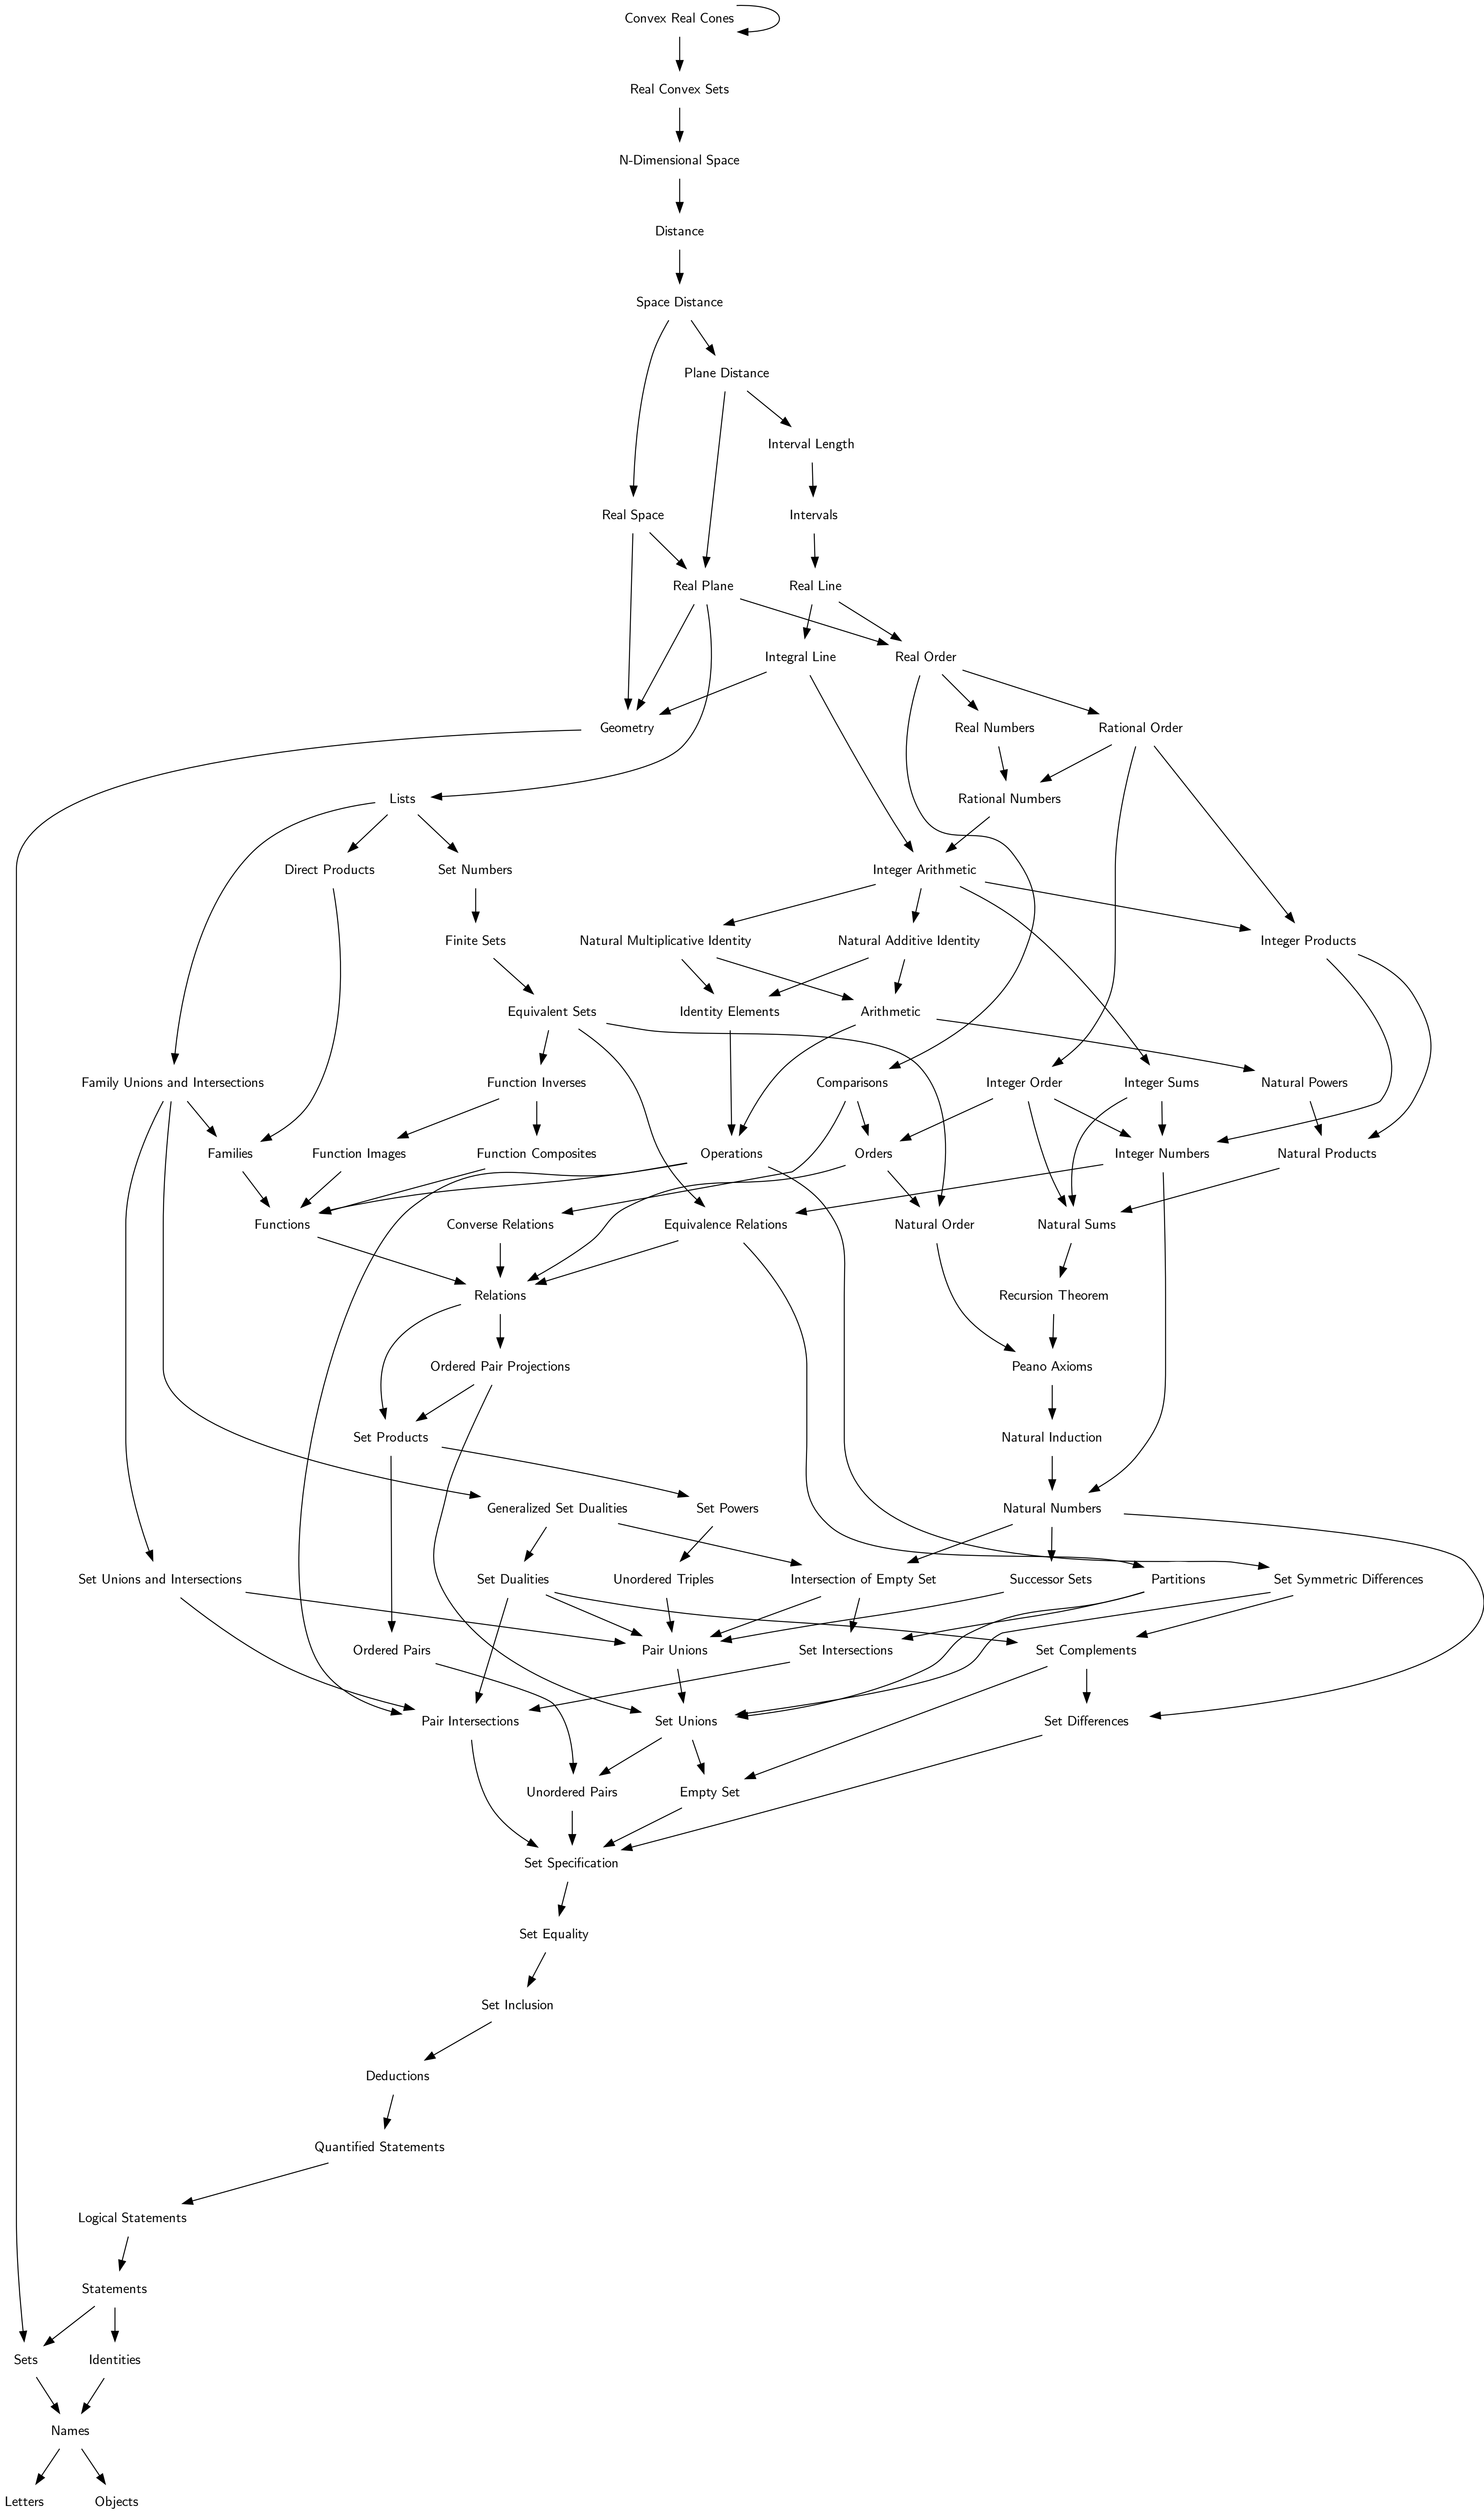 Convex Real Cones
Real Convex Sets
N-Dimensional Space
Distance
Space Distance
Plane Distance
Interval Length
Real Space
Intervals
Real Plane
Real Line
Integral Line
Real Order
Geometry
Real Numbers
Rational Order
Lists
Rational Numbers
Direct Products
Set Numbers
Integer Arithmetic
Finite Sets
Natural Multiplicative Identity
Natural Additive Identity
Integer Products
Equivalent Sets
Identity Elements
Arithmetic
Family Unions and Intersections
Function Inverses
Comparisons
Integer Order
Integer Sums
Natural Powers
Families
Function Images
Function Composites
Operations
Orders
Integer Numbers
Natural Products
Functions
Converse Relations
Equivalence Relations
Natural Order
Natural Sums
Relations
Recursion Theorem
Ordered Pair Projections
Peano Axioms
Set Products
Natural Induction
Generalized Set Dualities
Set Powers
Natural Numbers
Set Unions and Intersections
Set Dualities
Unordered Triples
Intersection of Empty Set
Successor Sets
Partitions
Set Symmetric Differences
Ordered Pairs
Pair Unions
Set Intersections
Set Complements
Pair Intersections
Set Unions
Set Differences
Unordered Pairs
Empty Set
Set Specification
Set Equality
Set Inclusion
Deductions
Quantified Statements
Logical Statements
Statements
Sets
Identities
Names
Letters
Objects